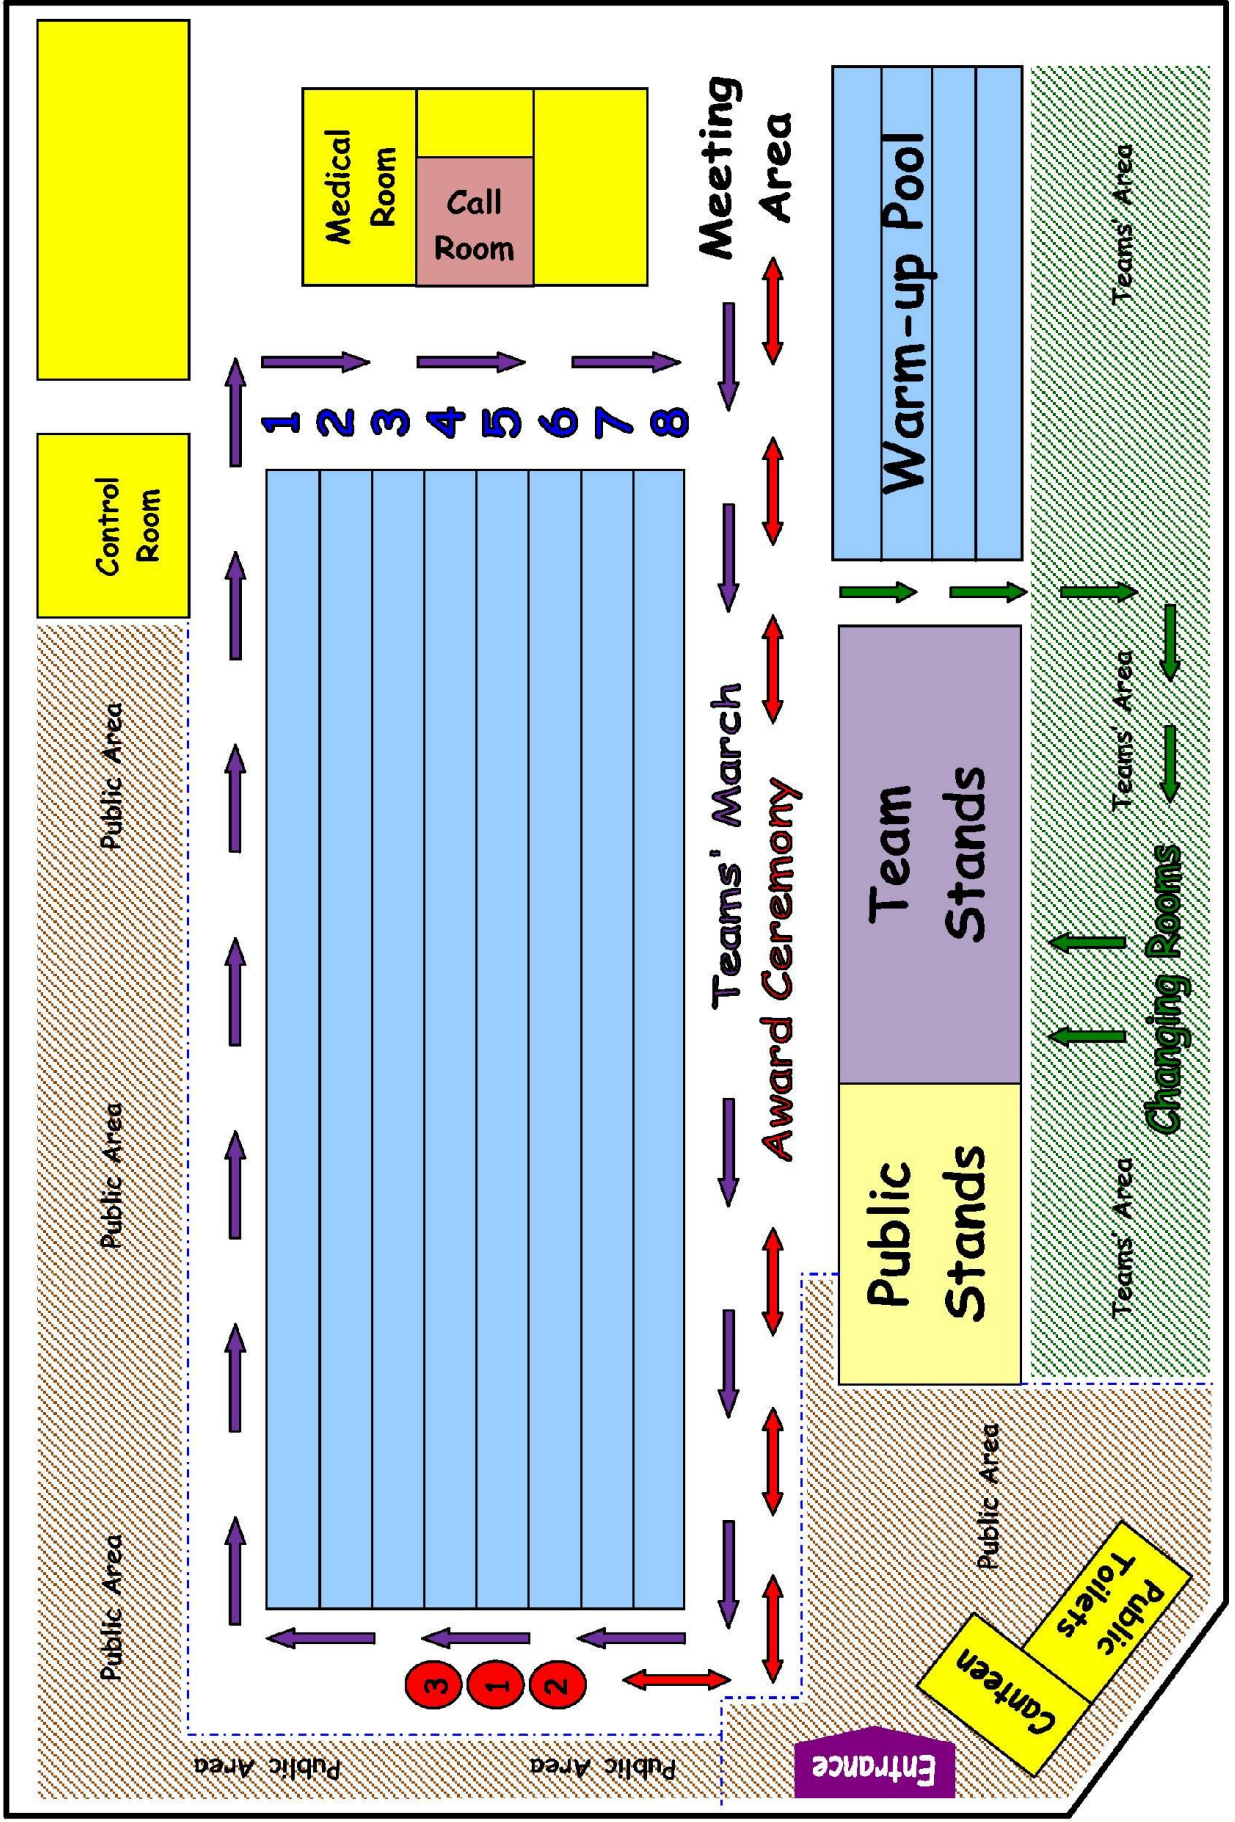 Medical
Room
Call
Room
Meeting
Area
Warm-up Pool
Teams' Area
Control
Room
1
2
3
4
5
6
7
8
Public Area
Public Area
Public Area
Teams' March
Award Ceremony
Team
Stands
Public
Stands
Teams' Area
Changing Rooms
Teams' Area
Public Area
Public
Toilets
Canteen
3
1
2
Public Area
Public Area
Entrance